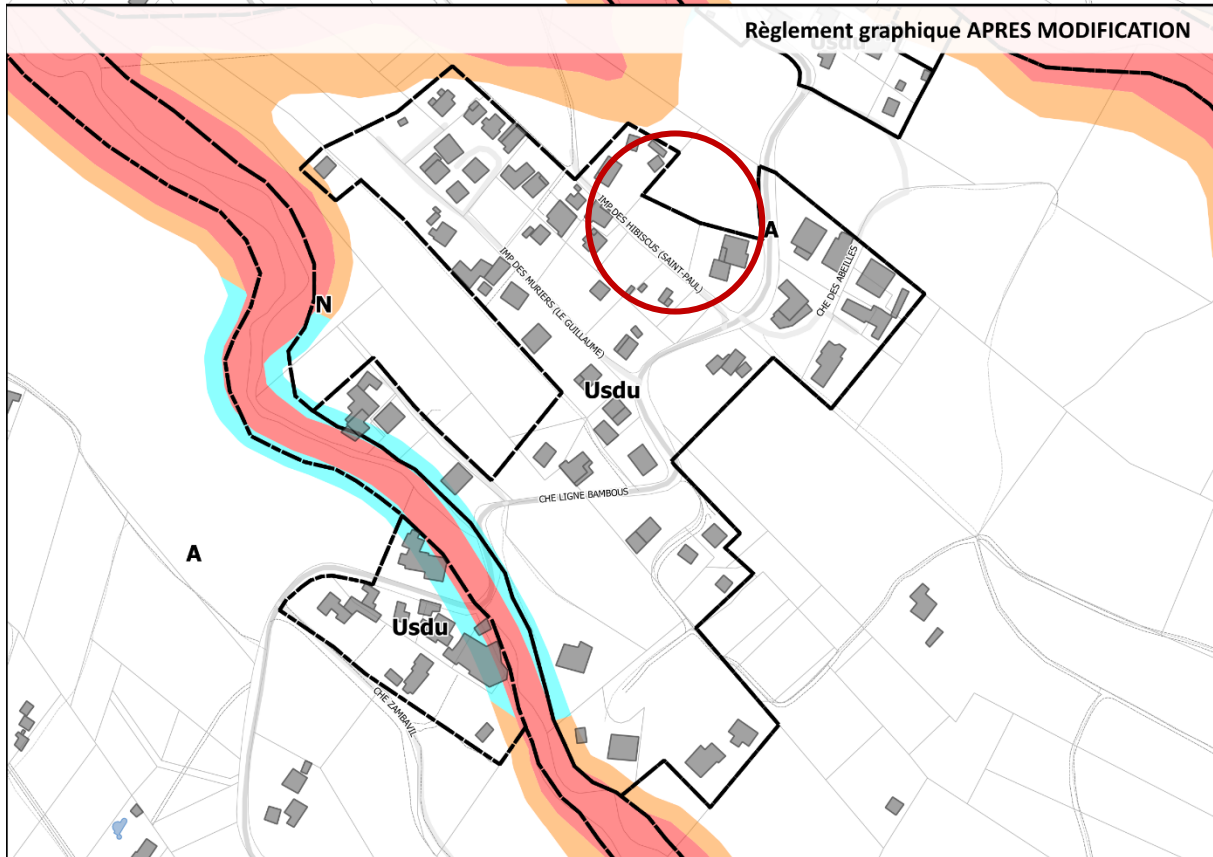 Règlement graphique APRES MODIFICATION
Usdu
IMP DES HIBISCUS (SAINT-PAUL)
A
IMP DES MURIERS (LE GUILLAUME)
CHE DES ABEILLES
N
Usdu
CHE LIGNE BAMBOUS
A
Usdu
CHE ZAMBAVIL